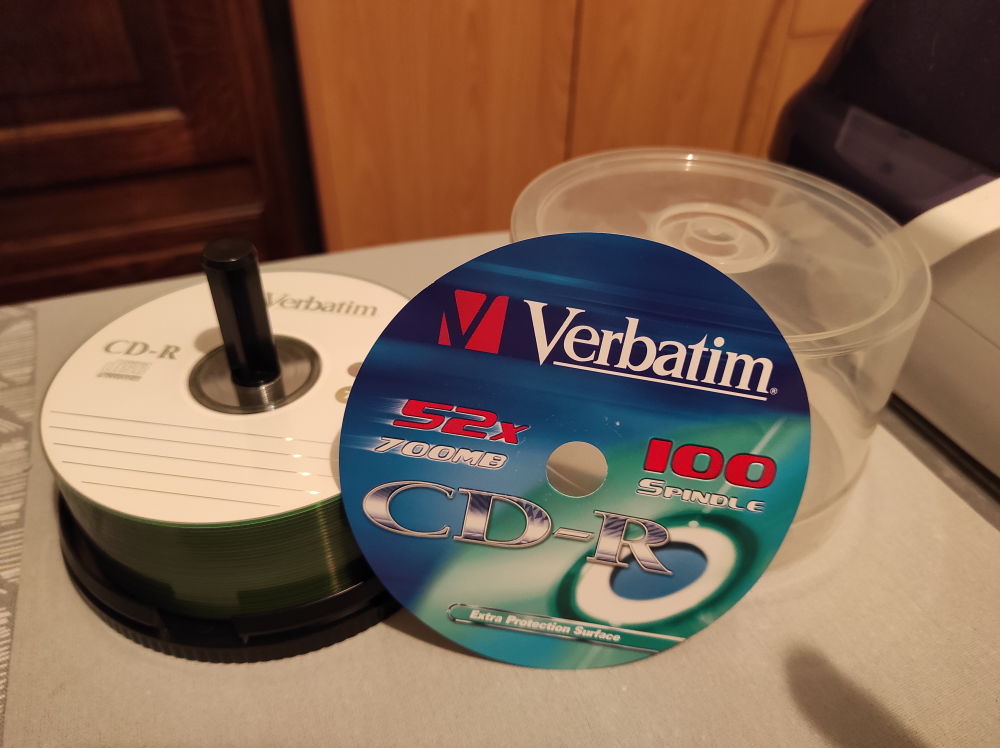 Verbatim
CD-R
Verbatim®
52x
700MB
100
SPINDLE
CD-R
Extra Protection Surface